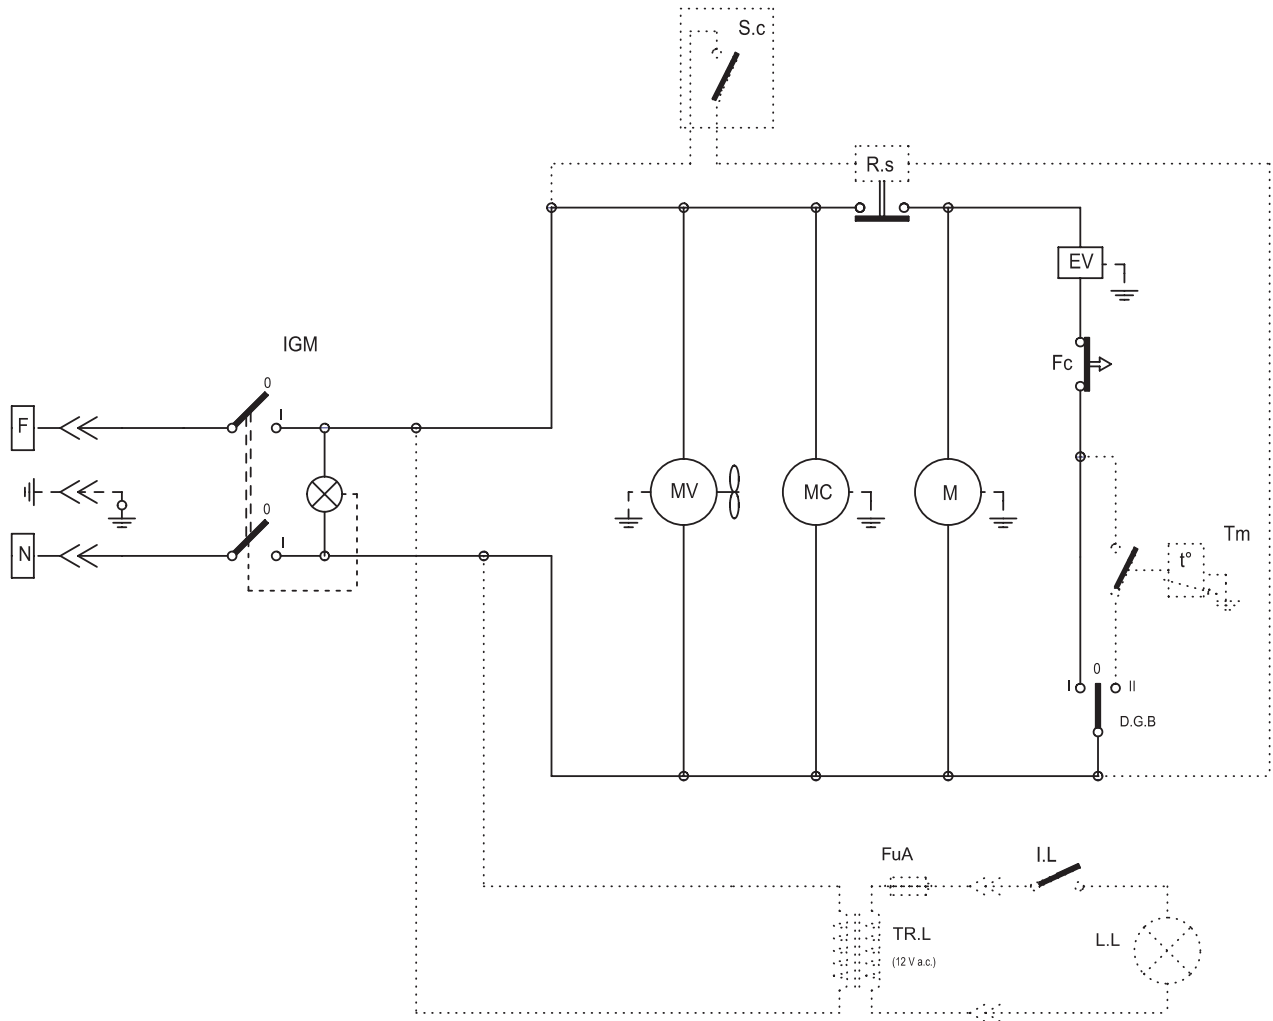 S.c
R.s
EV
IGM
Fc
0
I
F
MV
MC
M
0
I
N
Tm
t°
0
I
II
D.G.B
FuA
I.L
TR.L
L.L
(12 V a.c.)